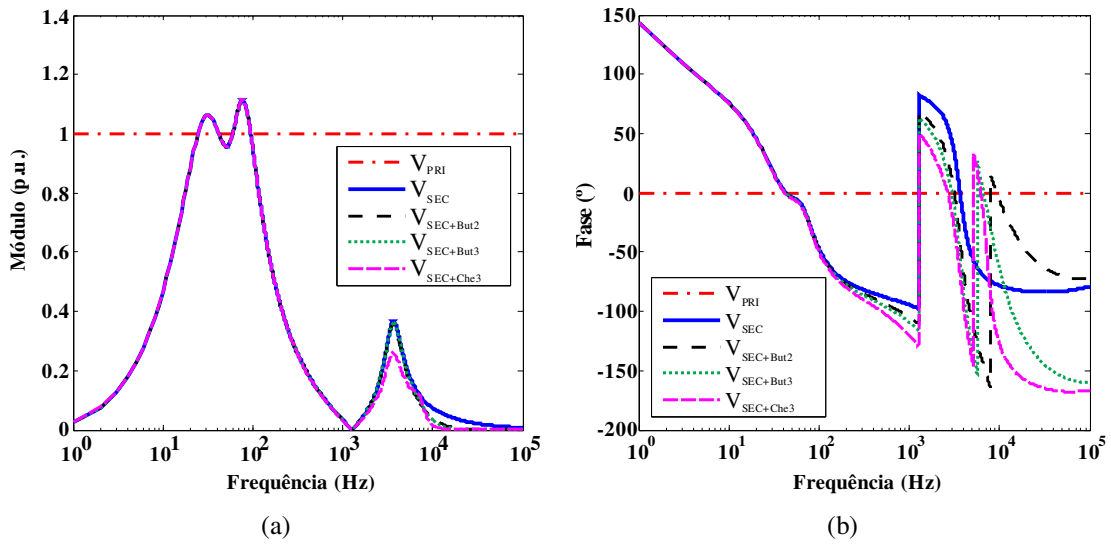 1.4
1.2
1
0.8
0.6
0.4
0.2
0
Módulo (p.u.)
V_PRI
V_SEC
V_SEC+But2
V_SEC+But3
V_SEC+Che3
10^0 10^1 10^2 10^3 10^4 10^5
Frequência (Hz)
(a)
150
100
50
0
-50
-100
-150
-200
Fase (º)
V_PRI
V_SEC
V_SEC+But2
V_SEC+But3
V_SEC+Che3
10^0 10^1 10^2 10^3 10^4 10^5
Frequência (Hz)
(b)